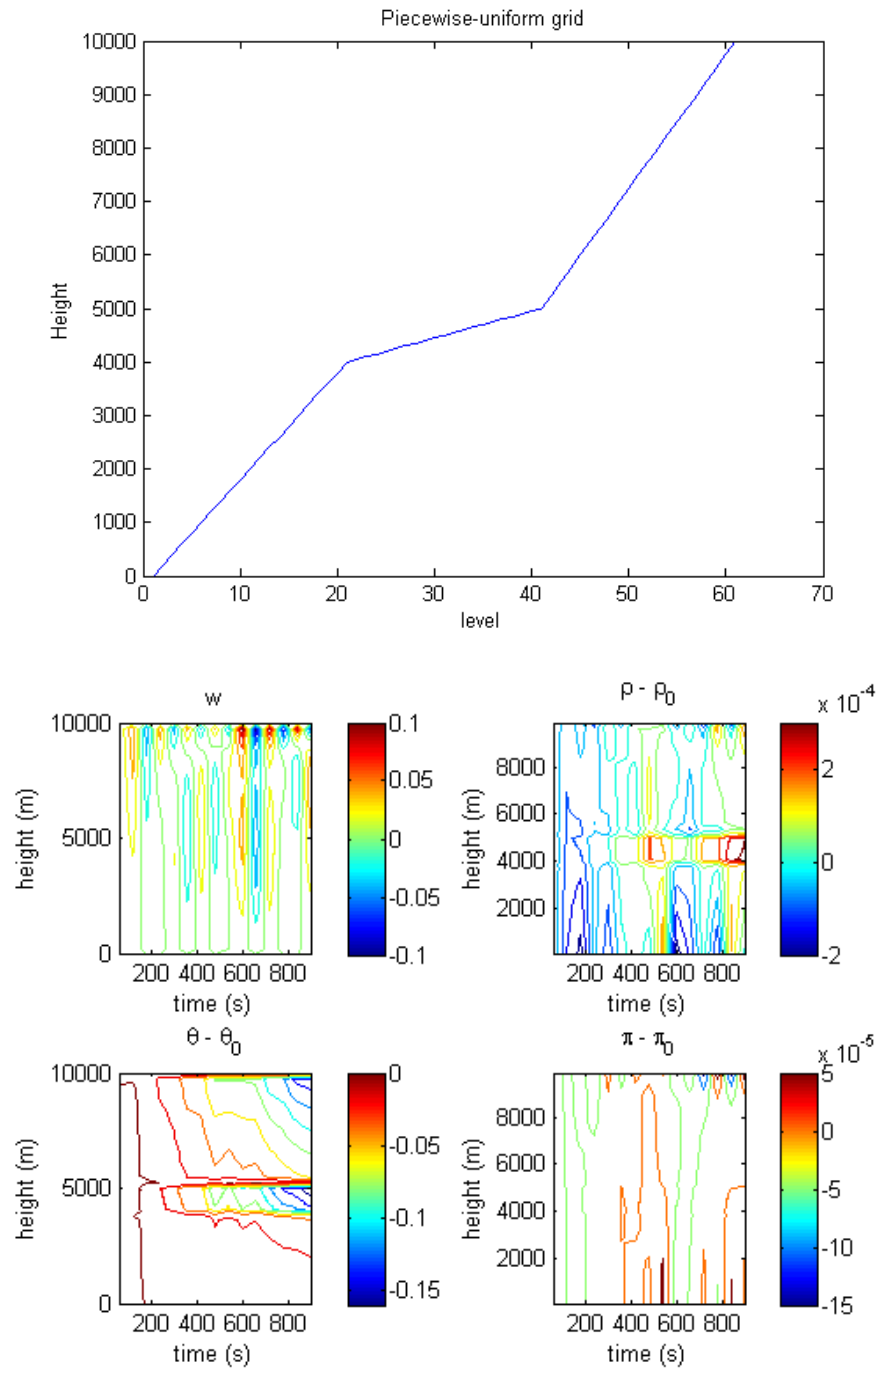 Piecewise-uniform grid
10000
9000
8000
7000
6000
5000
4000
3000
2000
1000
0
Height
0 10 20 30 40 50 60 70
level
w
10000
5000
0
height (m)
200 400 600 800
time (s)
0.1
0.05
0
-0.05
-0.1
ρ - ρ0
x 10-4
8000
6000
4000
2000
height (m)
200 400 600 800
time (s)
2
0
-2
θ - θ0
10000
5000
0
height (m)
200 400 600 800
time (s)
0
-0.05
-0.1
-0.15
π - π0
x 10-5
8000
6000
4000
2000
height (m)
200 400 600 800
time (s)
5
0
-5
-10
-15